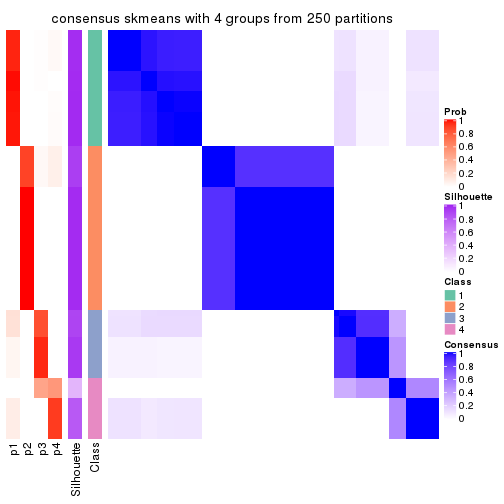 consensus skmeans with 4 groups from 250 partitions
Prob
1
0.8
0.6
0.4
0.2
0
Silhouette
1
0.8
0.6
0.4
0.2
0
Class
1
2
3
4
Consensus
1
0.8
0.6
0.4
0.2
0
p1
p2
p3
p4
Silhouette
Class